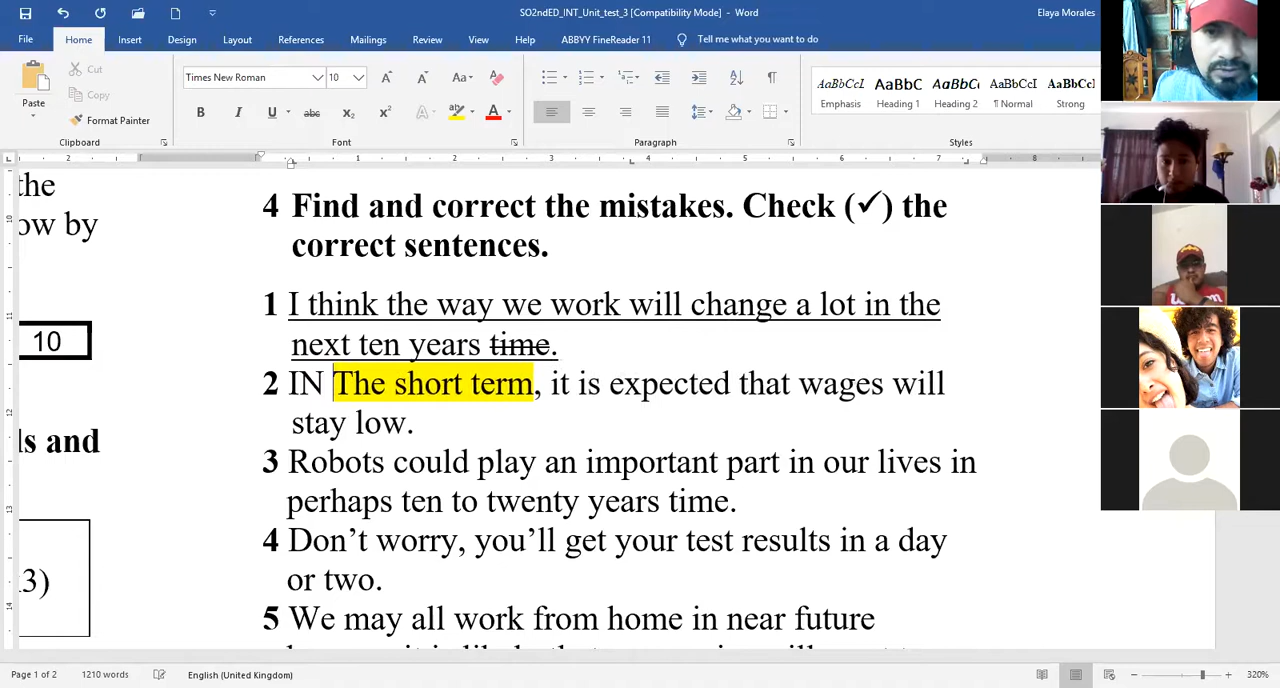 SO2ndED_INT_Unit_test_3 [Compatibility Mode] - Word
Elaya Morales
File Home Insert Design Layout References Mailings Review View Help ABBYY FineReader 11 Tell me what you want to do
Paste
Cut
Copy
Format Painter
Clipboard
Times New Roman 10
Font
Paragraph
AaBbCcI AaBbC AaBbC AaBbCcI AaBbCc
Emphasis Heading 1 Heading 2 ¶ Normal Strong
Styles
the
ow by
10
ls and
3)
4 Find and correct the mistakes. Check (✓) the
correct sentences.
1 I think the way we work will change a lot in the
next ten years time.
2 IN The short term, it is expected that wages will
stay low.
3 Robots could play an important part in our lives in
perhaps ten to twenty years time.
4 Don’t worry, you’ll get your test results in a day
or two.
5 We may all work from home in near future
Page 1 of 2 1210 words English (United Kingdom) 320%